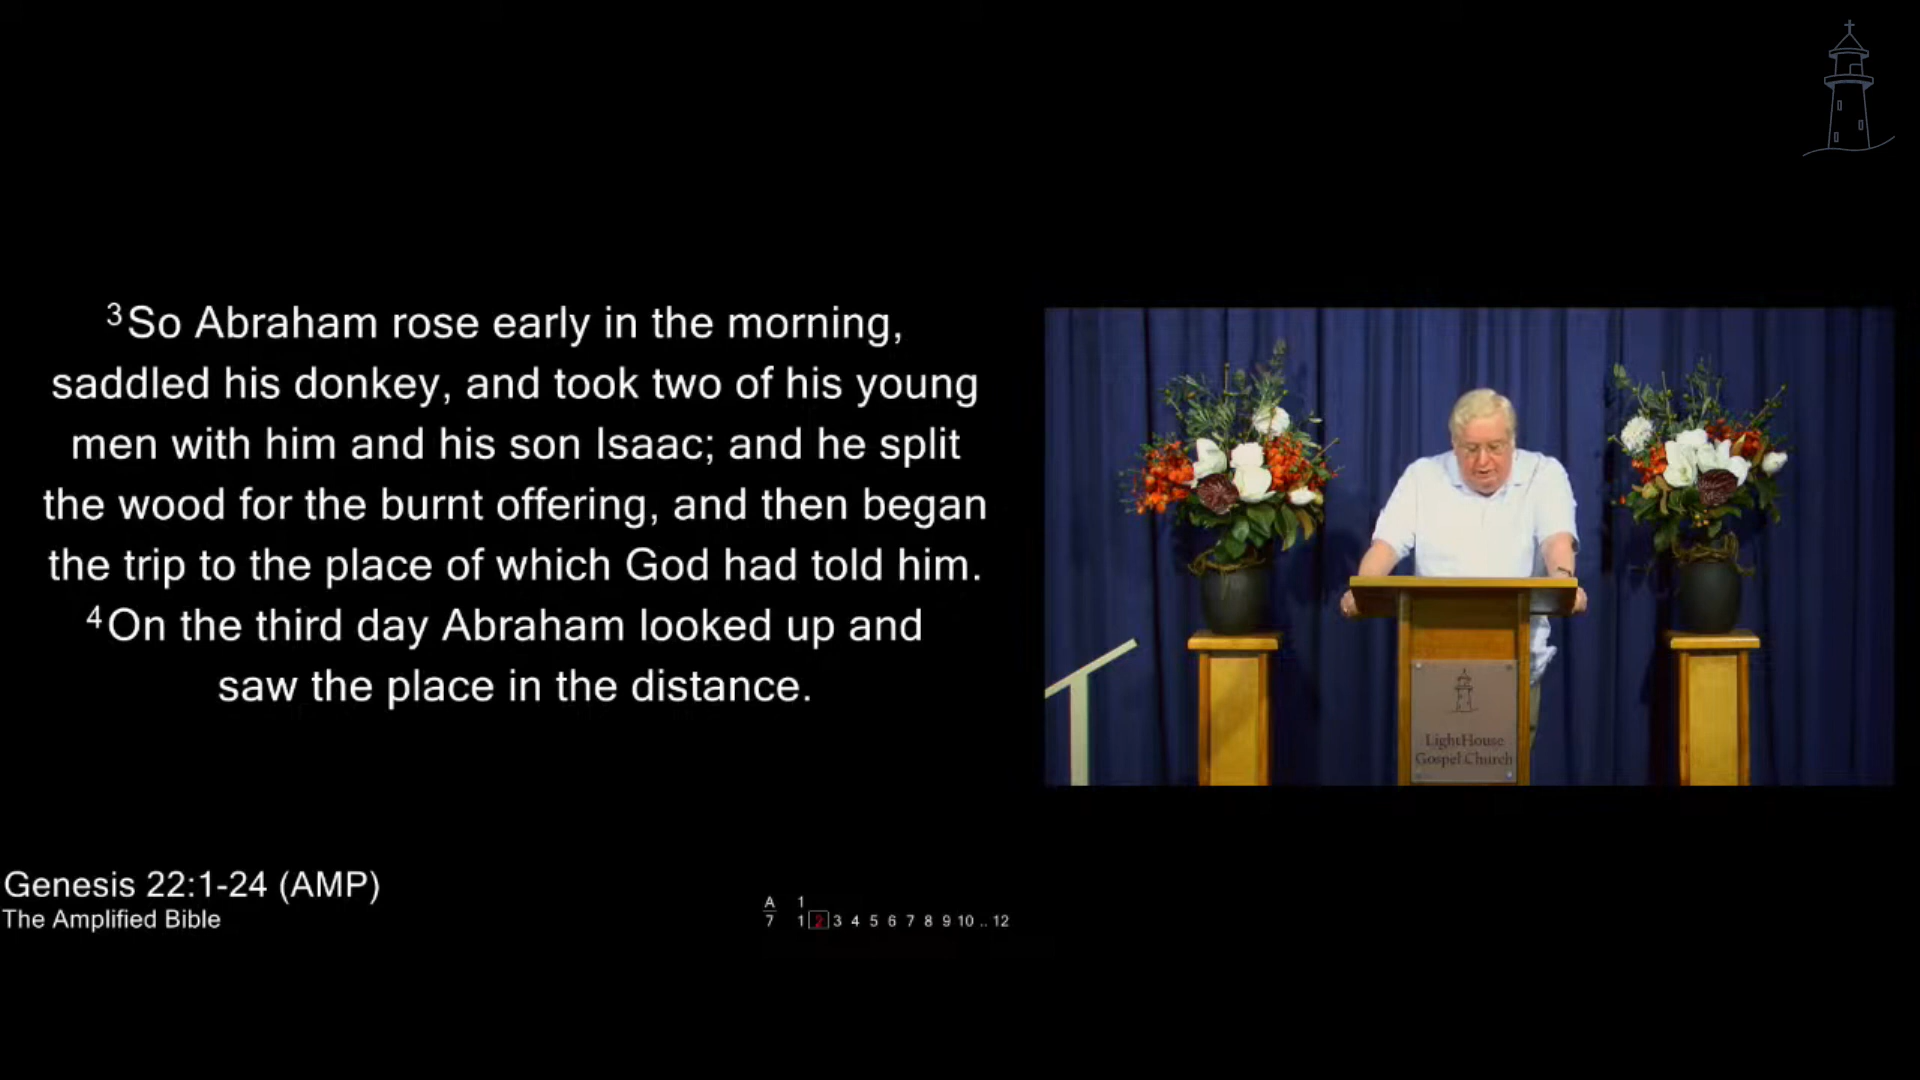 ³So Abraham rose early in the morning,
saddled his donkey, and took two of his young
men with him and his son Isaac; and he split
the wood for the burnt offering, and then began
the trip to the place of which God had told him.
⁴On the third day Abraham looked up and
saw the place in the distance.
Genesis 22:1-24 (AMP)
The Amplified Bible
A 1
7 1 2 3 4 5 6 7 8 9 10 .. 12
LightHouse
Gospel Church